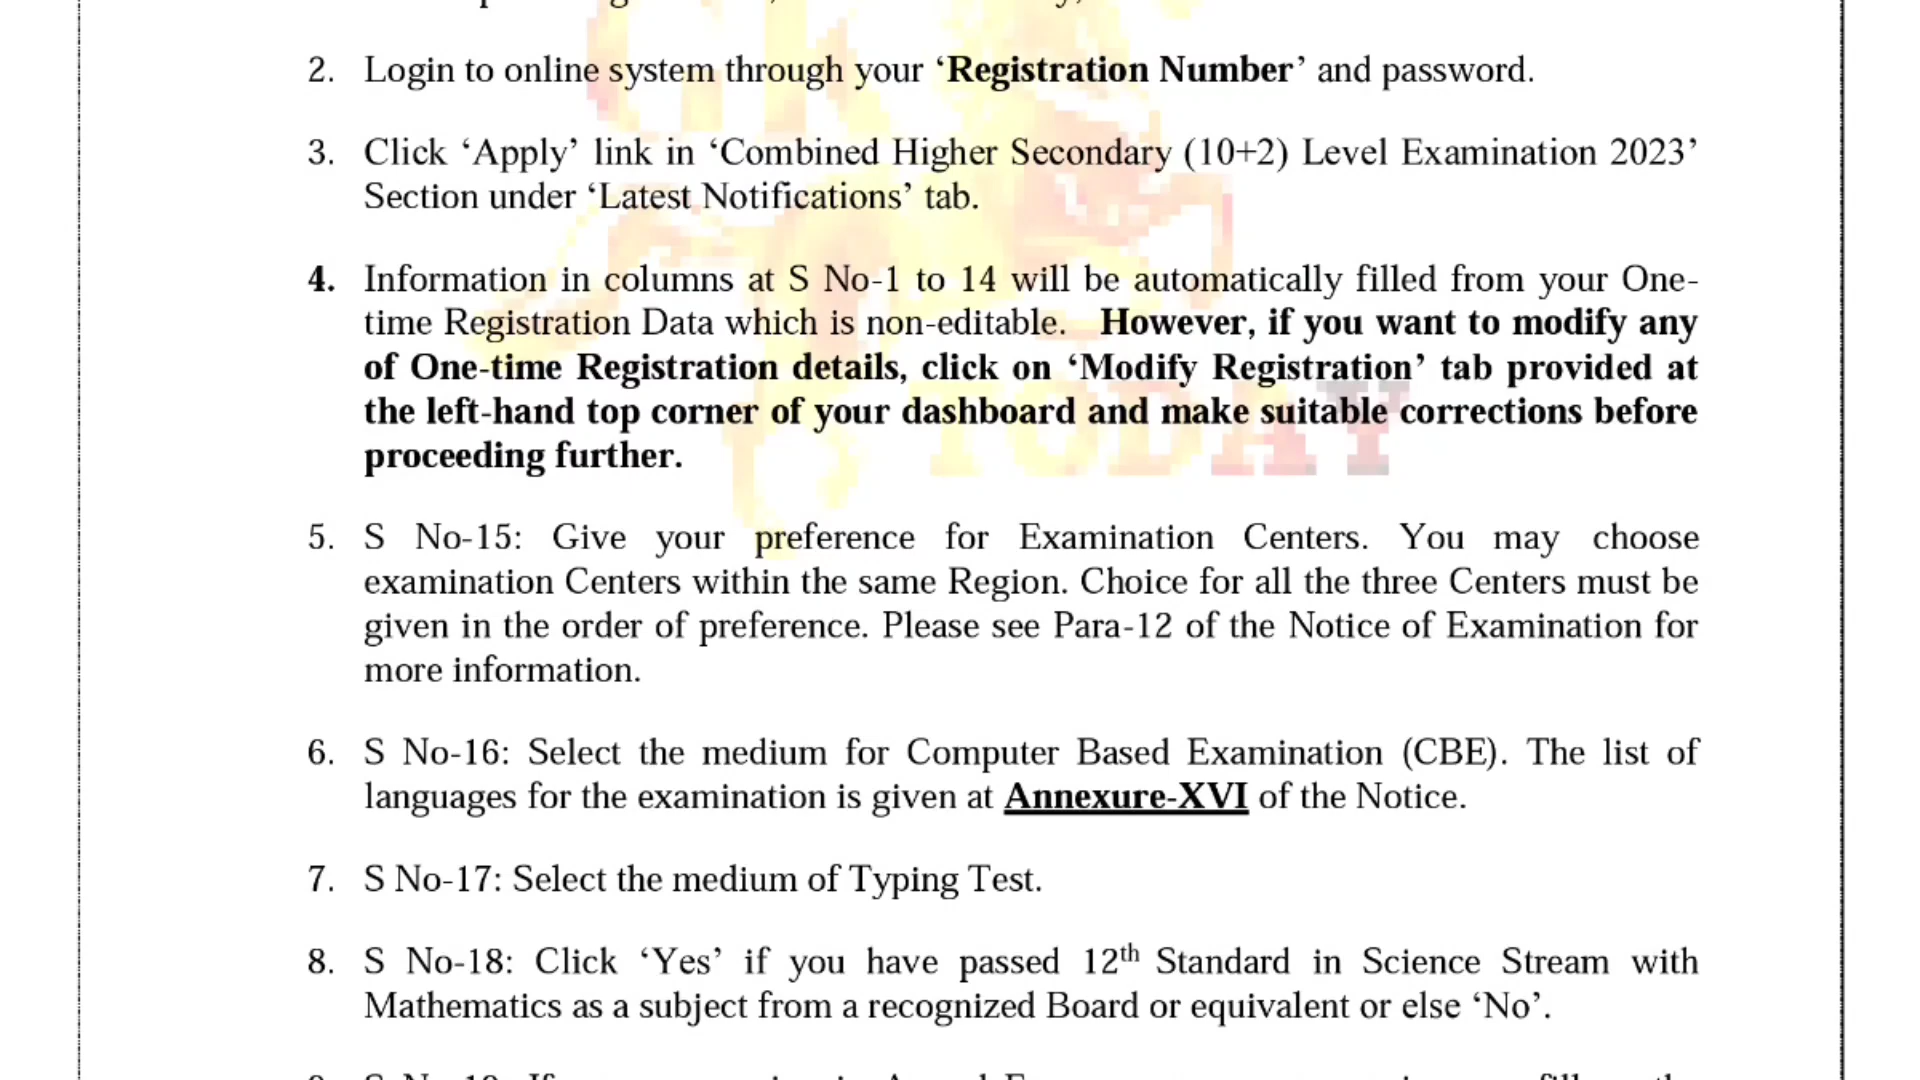 2. Login to online system through your ‘Registration Number’ and password.
3. Click ‘Apply’ link in ‘Combined Higher Secondary (10+2) Level Examination 2023’
Section under ‘Latest Notifications’ tab.
4. Information in columns at S No-1 to 14 will be automatically filled from your One-
time Registration Data which is non-editable. However, if you want to modify any
of One-time Registration details, click on ‘Modify Registration’ tab provided at
the left-hand top corner of your dashboard and make suitable corrections before
proceeding further.
TODAY
5. S No-15: Give your preference for Examination Centers. You may choose
examination Centers within the same Region. Choice for all the three Centers must be
given in the order of preference. Please see Para-12 of the Notice of Examination for
more information.
6. S No-16: Select the medium for Computer Based Examination (CBE). The list of
languages for the examination is given at Annexure-XVI of the Notice.
7. S No-17: Select the medium of Typing Test.
8. S No-18: Click ‘Yes’ if you have passed 12th Standard in Science Stream with
Mathematics as a subject from a recognized Board or equivalent or else ‘No’.